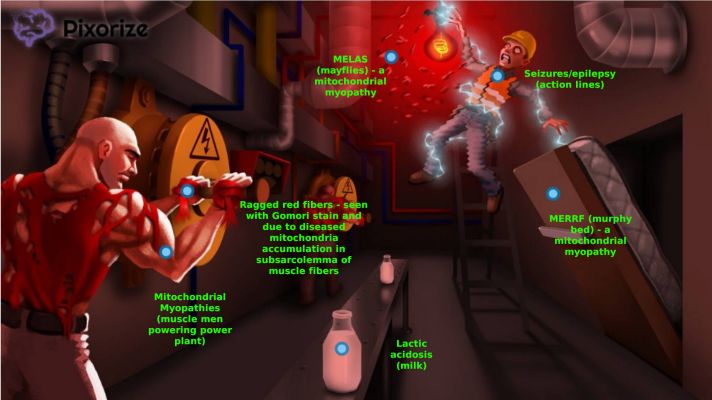 Pixorize
MELAS
(mayflies) - a
mitochondrial
myopathy
Seizures/epilepsy
(action lines)
Ragged red fibers - seen
with Gomori stain and
due to diseased
mitochondria
accumulation in
subsarcolemma of
muscle fibers
MERRF (murphy
bed) - a
mitochondrial
myopathy
Mitochondrial
Myopathies
(muscle men
powering power
plant)
Lactic
acidosis
(milk)